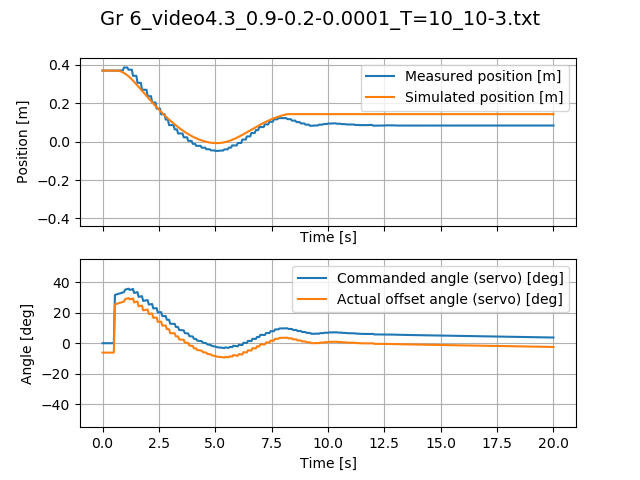 Gr 6_video4.3_0.9-0.2-0.0001_T=10_10-3.txt
0.4
0.2
0.0
−0.2
−0.4
Position [m]
Measured position [m]
Simulated position [m]
Time [s]
40
20
0
−20
−40
Angle [deg]
Commanded angle (servo) [deg]
Actual offset angle (servo) [deg]
0.0 2.5 5.0 7.5 10.0 12.5 15.0 17.5 20.0
Time [s]